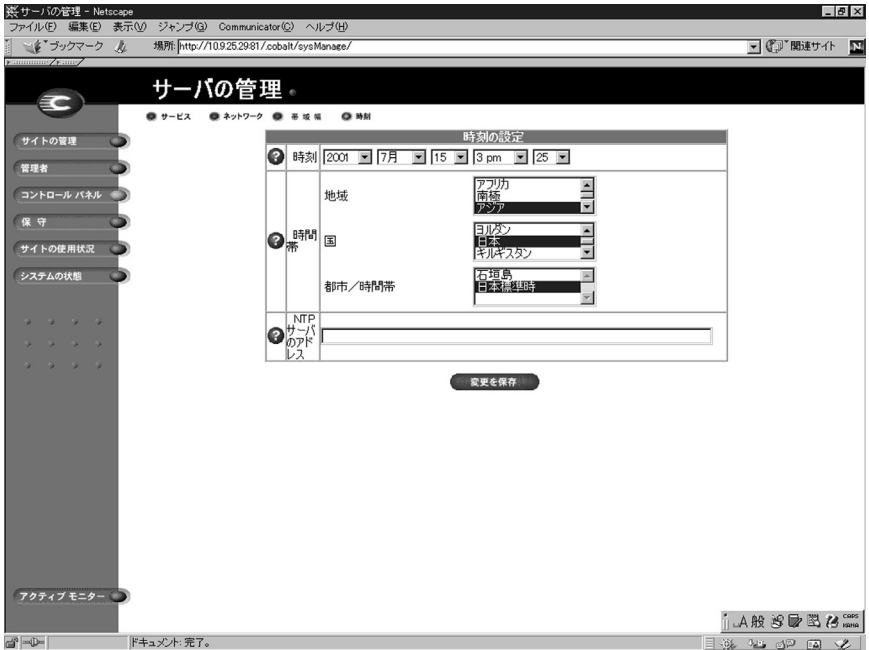 サーバの管理 - Netscape
ファイル(F) 編集(E) 表示(V) ジャンプ(G) Communicator(C) ヘルプ(H)
ブックマーク 場所: http://10.9.25.29:81/.cobalt/sysManage/ 関連サイト N
サーバの管理
サービス ネットワーク 帯域幅 時刻
サイトの管理
管理者
コントロール パネル
保 守
サイトの使用状況
システムの状態
時刻の設定
? 時刻 2001 7月 15 3 pm 25
? 時間帯
地域
アフリカ
南極
アジア
国
ヨルダン
日本
キルギスタン
都市/時間帯
石垣島
日本標準時
? NTP
サーバ
のアド
レス
変更を保存
アクティブ モニター
A 般 CAPS
KANA
ドキュメント: 完了。